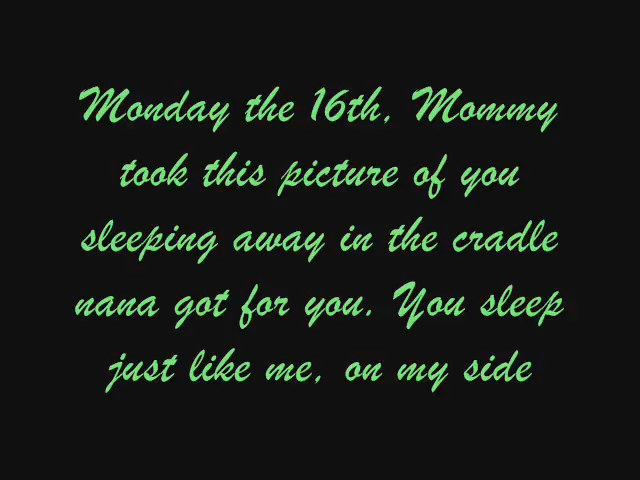 Monday the 16th, Mommy
took this picture of you
sleeping away in the cradle
nana got for you. You sleep
just like me, on my side